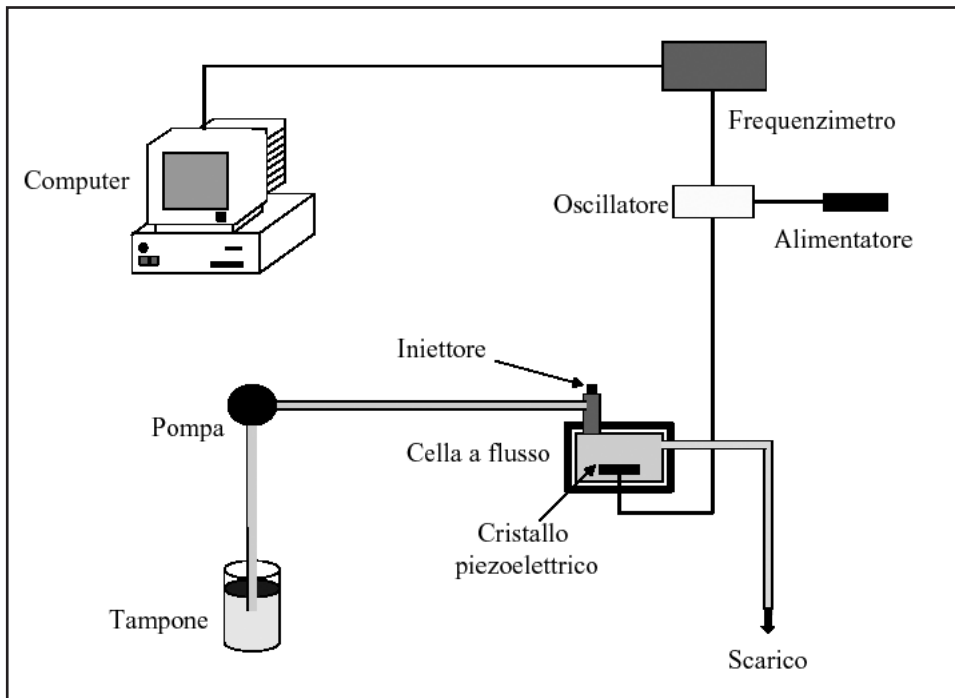 Frequenzimetro
Computer
Oscillatore
Alimentatore
Iniettore
Pompa
Cella a flusso
Cristallo
piezoelettrico
Tampone
Scarico